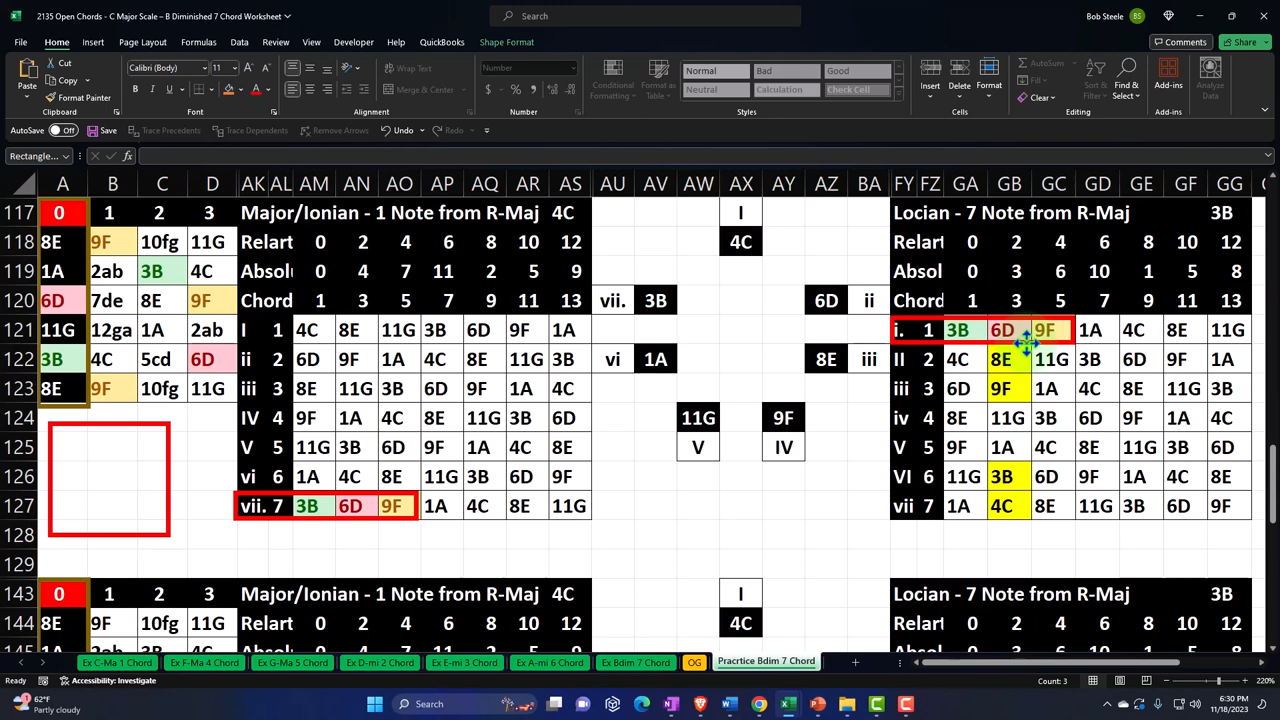 2135 Open Chords - C Major Scale – B Diminished 7 Chord Worksheet
Search
Bob Steele BS
File Home Insert Page Layout Formulas Data Review View Developer Help QuickBooks Shape Format
Comments Share
Paste Cut Copy Format Painter Clipboard
Calibri (Body) 11 Font
Wrap Text Merge & Center Alignment
Number Number
Conditional Formatting Format as Table
Normal Bad Good
Neutral Calculation Check Cell
Styles
Insert Delete Format Cells
AutoSum Fill Clear Sort & Filter Find & Select Editing
Add-ins Add-ins
Analyze Data
AutoSave Off Save Trace Precedents Trace Dependents Remove Arrows Undo Redo
Rectangle... fx
A B C D AK AL AM AN AO AP AQ AR AS AU AV AW AX AY AZ BA FY FZ GA GB GC GD GE GF GG
117 0 1 2 3 Major/Ionian - 1 Note from R-Maj 4C I Locian - 7 Note from R-Maj 3B
118 8E 9F 10fg 11G Relart 0 2 4 6 8 10 12 4C Relart 0 2 4 6 8 10 12
119 1A 2ab 3B 4C Absolu 0 4 7 11 2 5 9 Absol 0 3 6 10 1 5 8
120 6D 7de 8E 9F Chord 1 3 5 7 9 11 13 vii. 3B 6D ii Chord 1 3 5 7 9 11 13
121 11G 12ga 1A 2ab I 1 4C 8E 11G 3B 6D 9F 1A i. 1 3B 6D 9F 1A 4C 8E 11G
122 3B 4C 5cd 6D ii 2 6D 9F 1A 4C 8E 11G 3B vi 1A 8E iii II 2 4C 8E 11G 3B 6D 9F 1A
123 8E 9F 10fg 11G iii 3 8E 11G 3B 6D 9F 1A 4C iii 3 6D 9F 1A 4C 8E 11G 3B
124 IV 4 9F 1A 4C 8E 11G 3B 6D 11G 9F iv 4 8E 11G 3B 6D 9F 1A 4C
125 V 5 11G 3B 6D 9F 1A 4C 8E V IV V 5 9F 1A 4C 8E 11G 3B 6D
126 vi 6 1A 4C 8E 11G 3B 6D 9F VI 6 11G 3B 6D 9F 1A 4C 8E
127 vii. 7 3B 6D 9F 1A 4C 8E 11G vii 7 1A 4C 8E 11G 3B 6D 9F
128
129
143 0 1 2 3 Major/Ionian - 1 Note from R-Maj 4C I Locian - 7 Note from R-Maj 3B
144 8E 9F 10fg 11G Relart 0 2 4 6 8 10 12 4C Relart 0 2 4 6 8 10 12
Ex C-Ma 1 Chord Ex F-Ma 4 Chord Ex G-Ma 5 Chord Ex D-mi 2 Chord Ex E-mi 3 Chord Ex A-mi 6 Chord Ex Bdim 7 Chord OG Pracrtice Bdim 7 Chord
Ready Accessibility: Investigate Count: 3 220%
62°F
Partly cloudy
Search
6:30 PM
11/18/2023